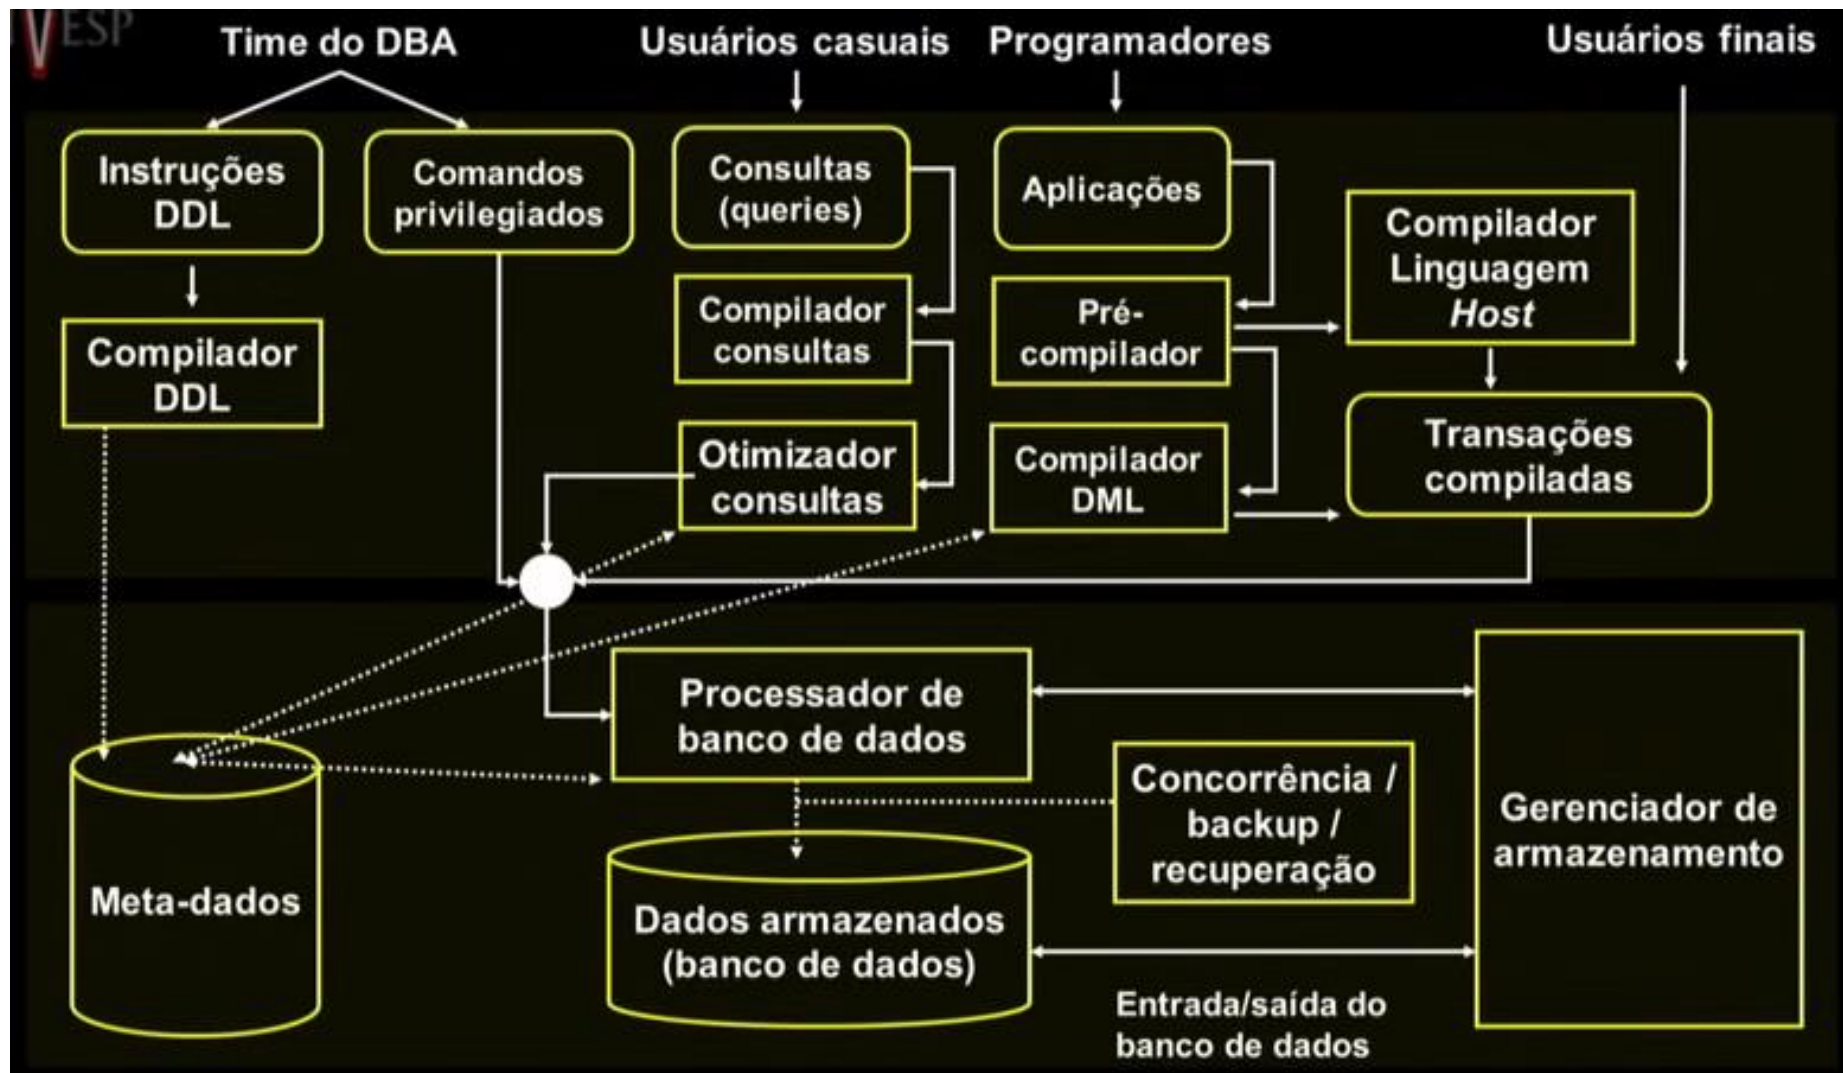 VESP
Time do DBA
Usuários casuais
Programadores
Usuários finais
Instruções
DDL
Comandos
privilegiados
Consultas
(queries)
Aplicações
Compilador
Linguagem
Host
Compilador
DDL
Compilador
consultas
Pré-
compilador
Otimizador
consultas
Compilador
DML
Transações
compiladas
Processador de
banco de dados
Concorrência /
backup /
recuperação
Gerenciador de
armazenamento
Meta-dados
Dados armazenados
(banco de dados)
Entrada/saída do
banco de dados